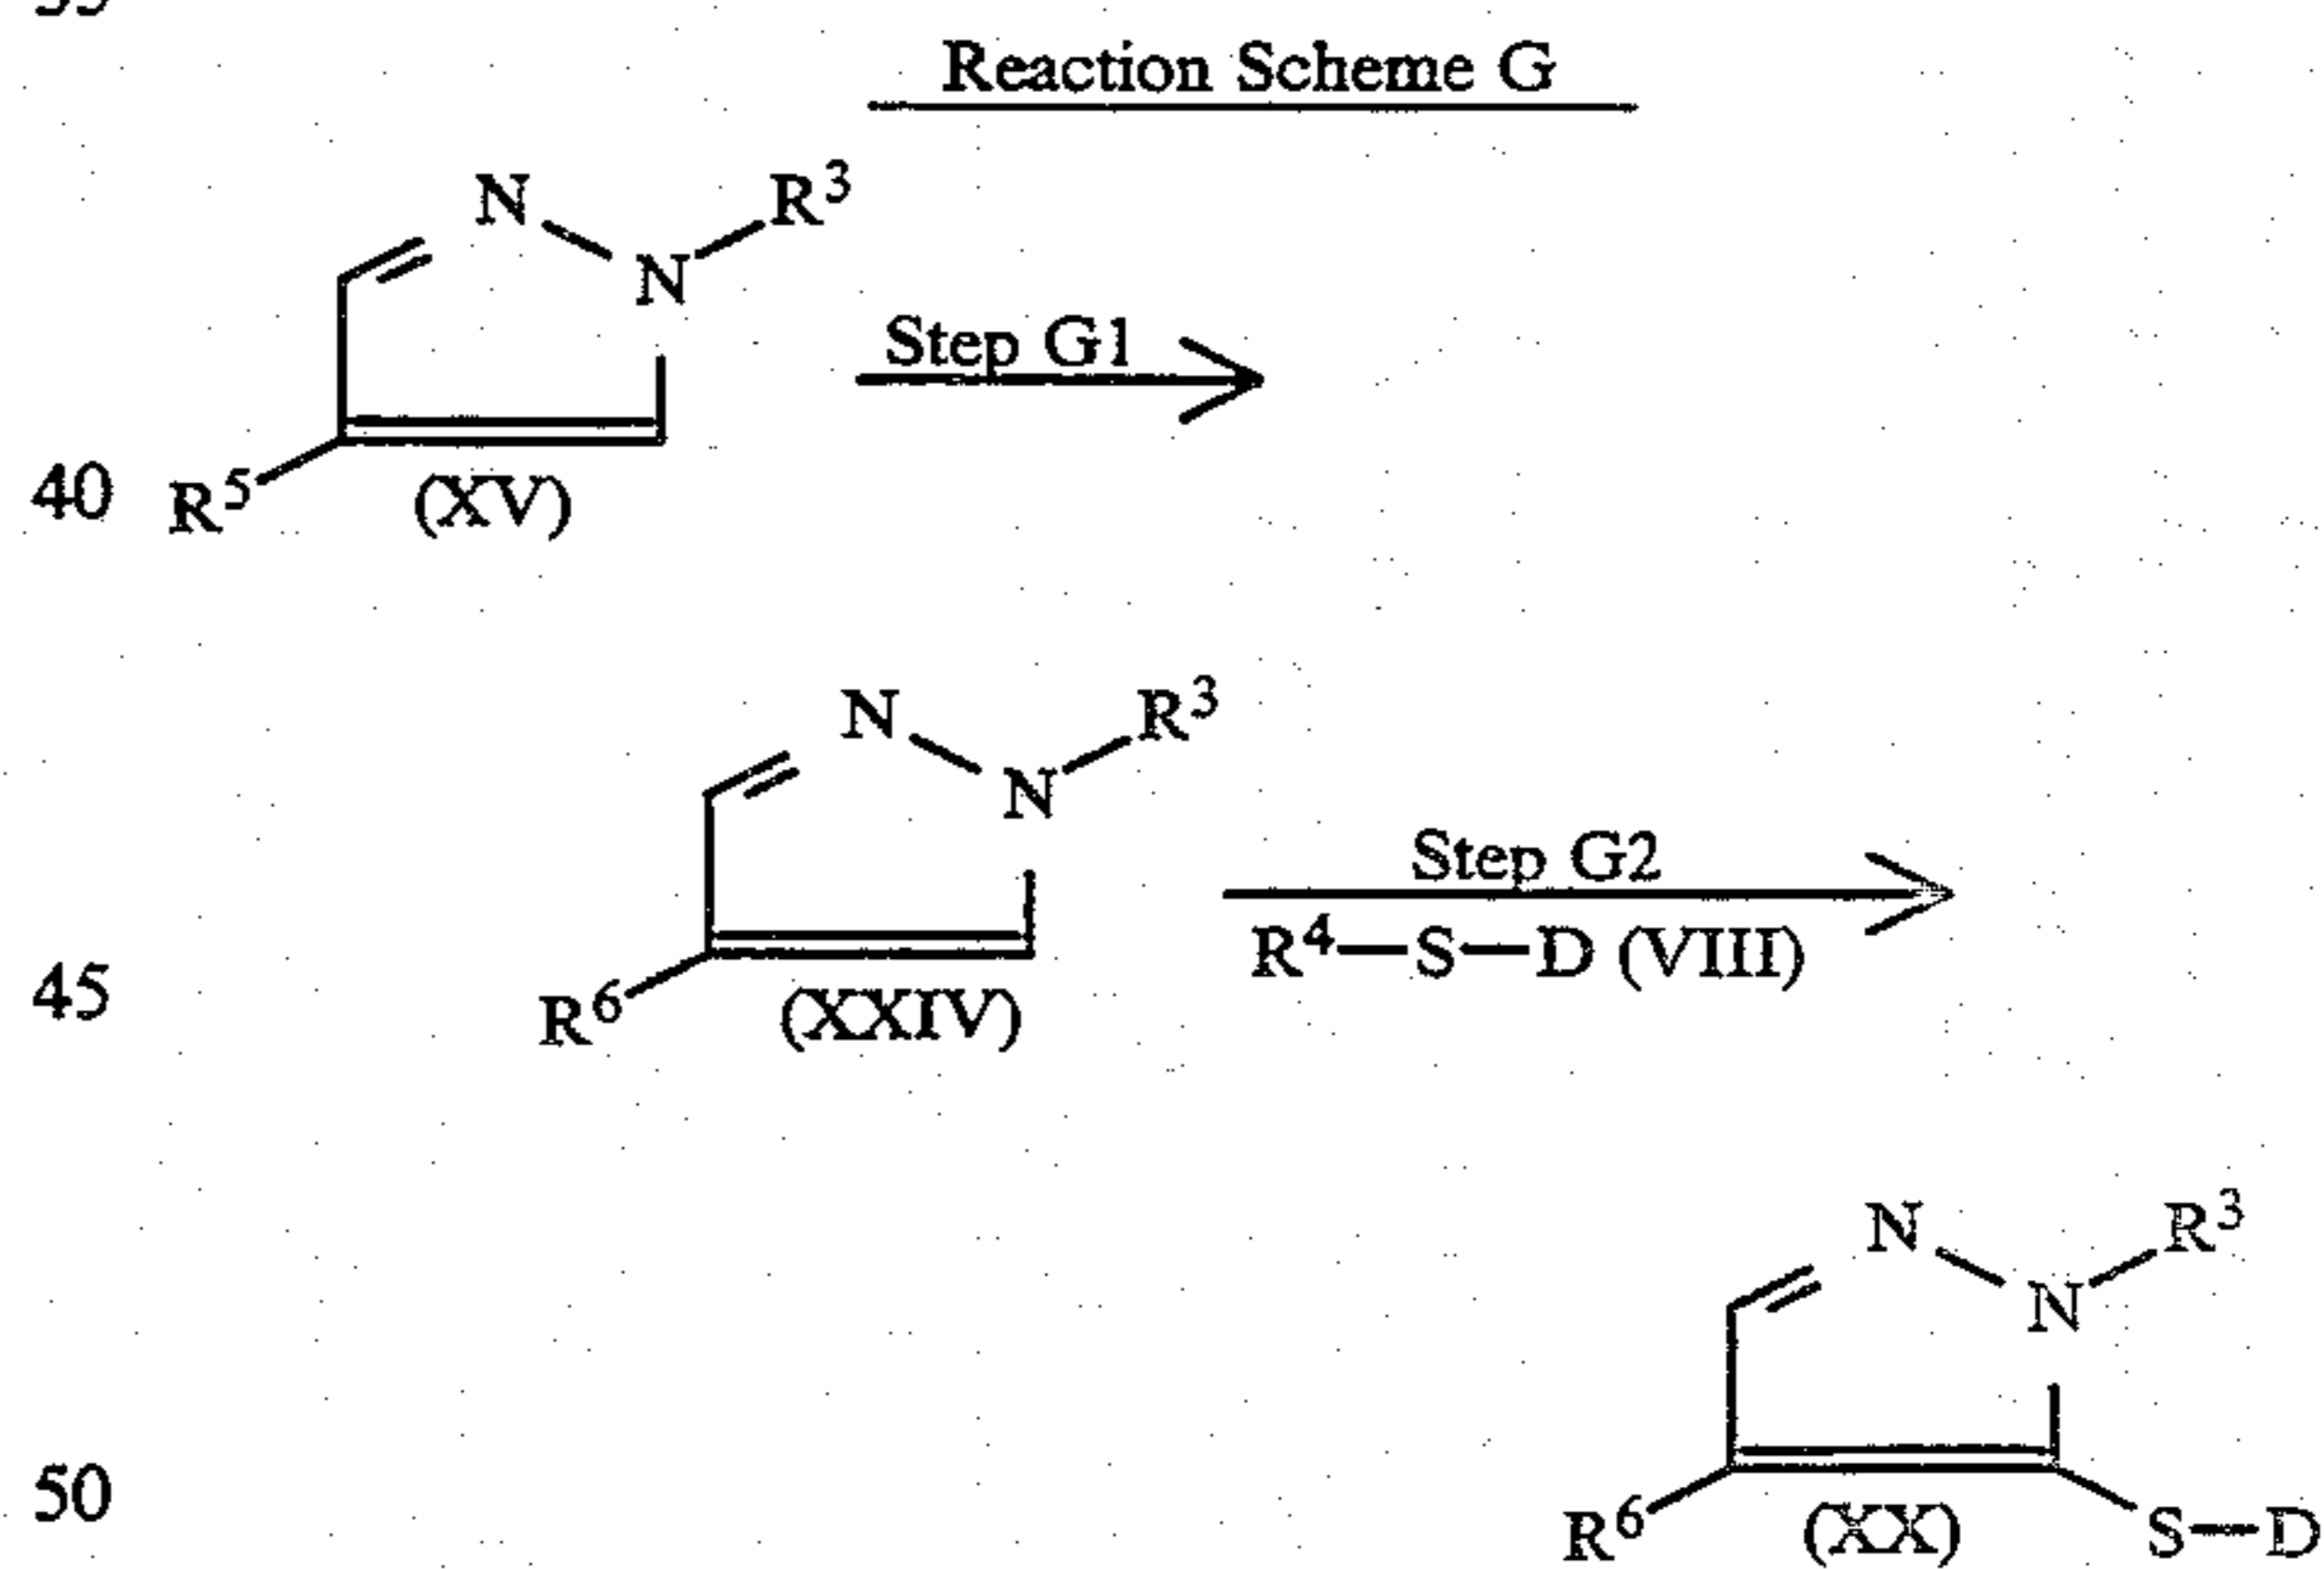 Reaction Scheme G
N R³
N
Step G1
40 R⁵ (XV)
N R³
N
Step G2
R⁴—S—D (VIII)
45 R⁶ (XXIV)
N R³
N
50 R⁶ (XX) S—D